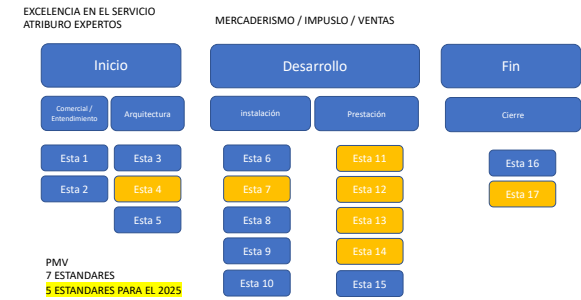 EXCELENCIA EN EL SERVICIO
ATRIBURO EXPERTOS
MERCADERISMO / IMPUSLO / VENTAS
Inicio
Desarrollo
Fin
Comercial /
Entendimiento
Arquitectura
instalación
Prestación
Cierre
Esta 1
Esta 3
Esta 6
Esta 11
Esta 16
Esta 2
Esta 4
Esta 7
Esta 12
Esta 17
Esta 5
Esta 8
Esta 13
Esta 9
Esta 14
Esta 10
Esta 15
PMV
7 ESTANDARES
5 ESTANDARES PARA EL 2025